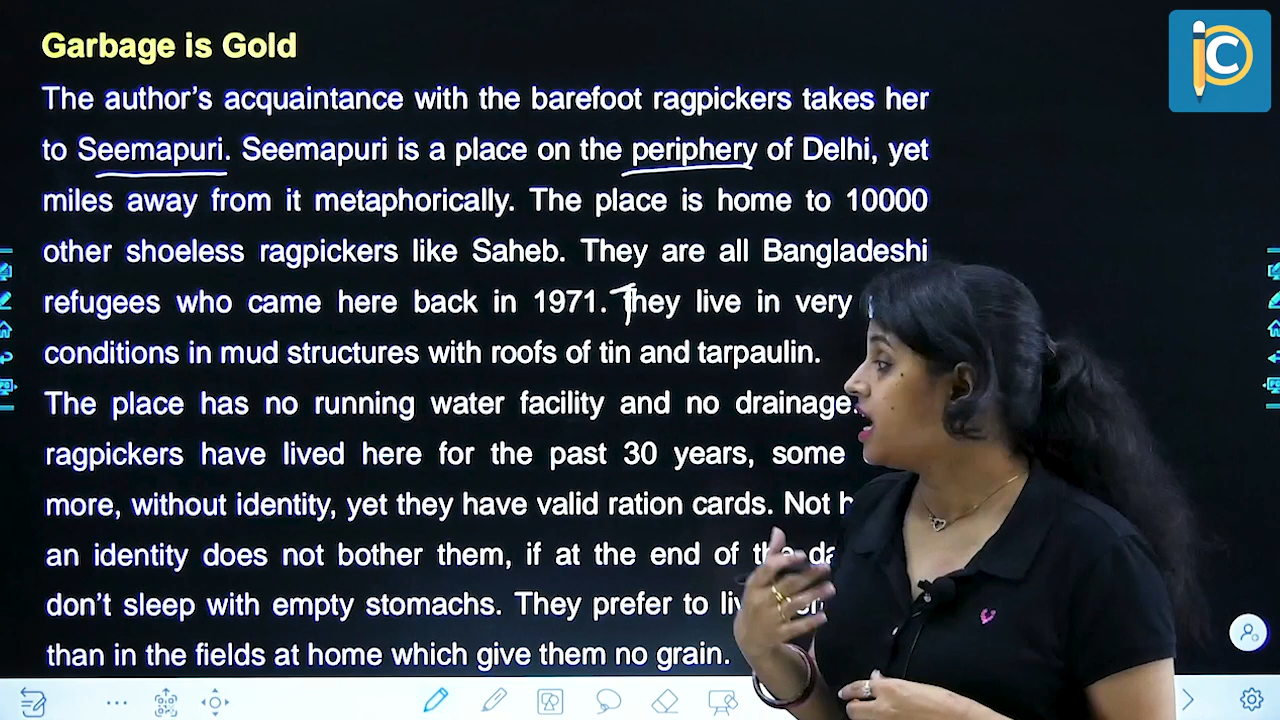 Garbage is Gold
The author's acquaintance with the barefoot ragpickers takes her
to Seemapuri. Seemapuri is a place on the periphery of Delhi, yet
miles away from it metaphorically. The place is home to 10000
other shoeless ragpickers like Saheb. They are all Bangladeshi
refugees who came here back in 1971. They live in very
conditions in mud structures with roofs of tin and tarpaulin.
The place has no running water facility and no drainage.
ragpickers have lived here for the past 30 years, some
more, without identity, yet they have valid ration cards. Not
an identity does not bother them, if at the end of the
don't sleep with empty stomachs. They prefer to
than in the fields at home which give them no grain.